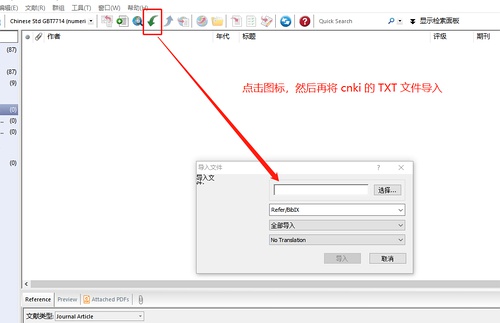 编辑(E) 文献(R) 群组 工具(T) 窗口(W) 帮助(H)
Chinese Std GBT7714 (numeri Quick Search 显示检索面板
作者 年代 标题 评级 期刊
(87)
(87)
(9)
(0)
(0)
(0)
(0)
点击图标，然后再将 cnki 的 TXT 文件导入
导入文件
导入文件:
选择...
Refer/BibIX
全部导入
No Translation
导入 取消
Reference Preview Attached PDFs
文献类型: Journal Article